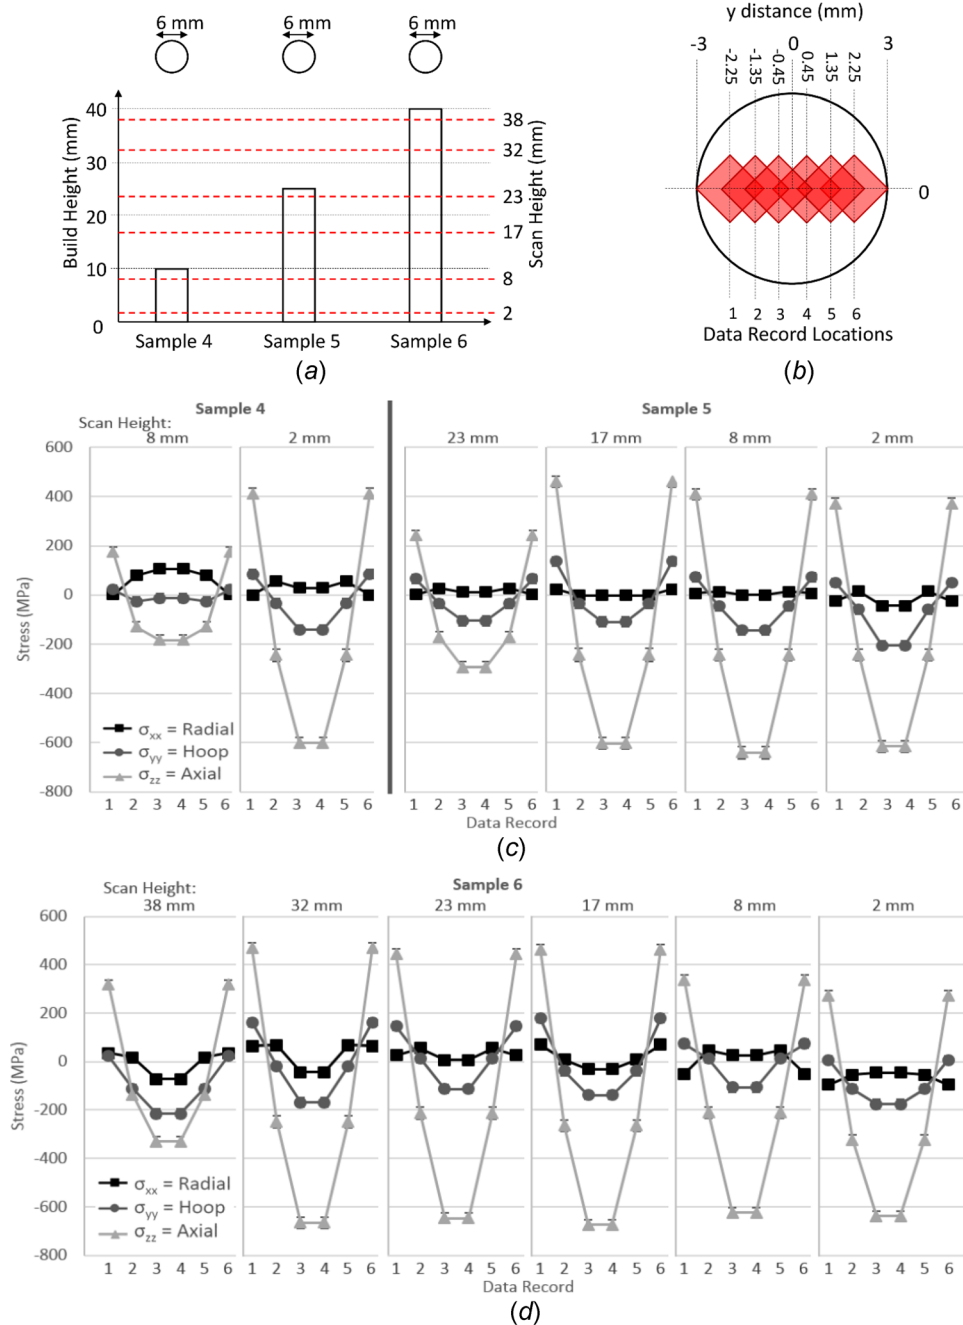 6 mm 6 mm 6 mm
Build Height (mm)
40
30
20
10
0
38
32
23
17
8
2
Scan Height (mm)
Sample 4 Sample 5 Sample 6
(a)
y distance (mm)
-3 0 3
-2.25 -1.35 -0.45 0.45 1.35 2.25
0
1 2 3 4 5 6
Data Record Locations
(b)
Sample 4 Sample 5
Scan Height:
8 mm 2 mm 23 mm 17 mm 8 mm 2 mm
Stress (MPa)
600
400
200
0
-200
-400
-600
-800
σxx = Radial
σyy = Hoop
σzz = Axial
1 2 3 4 5 6 1 2 3 4 5 6 1 2 3 4 5 6 1 2 3 4 5 6 1 2 3 4 5 6 1 2 3 4 5 6
Data Record
(c)
Scan Height: Sample 6
38 mm 32 mm 23 mm 17 mm 8 mm 2 mm
Stress (MPa)
600
400
200
0
-200
-400
-600
-800
σxx = Radial
σyy = Hoop
σzz = Axial
1 2 3 4 5 6 1 2 3 4 5 6 1 2 3 4 5 6 1 2 3 4 5 6 1 2 3 4 5 6 1 2 3 4 5 6
Data Record
(d)